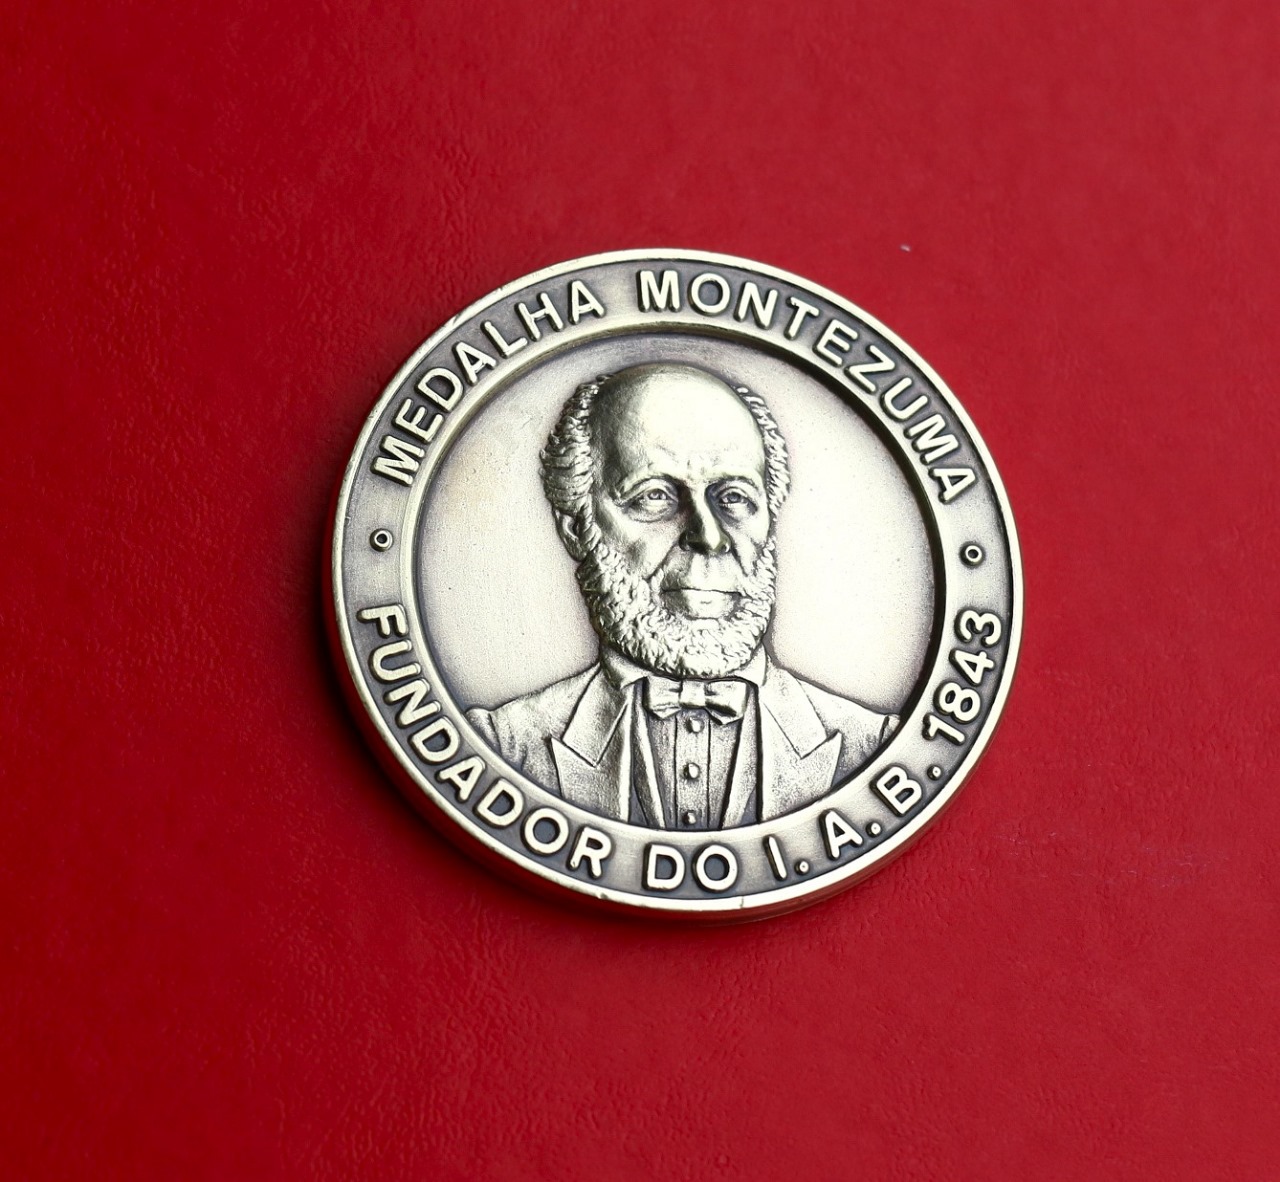 MEDALHA MONTEZUMA
FUNDADOR DO I.A.B. 1843